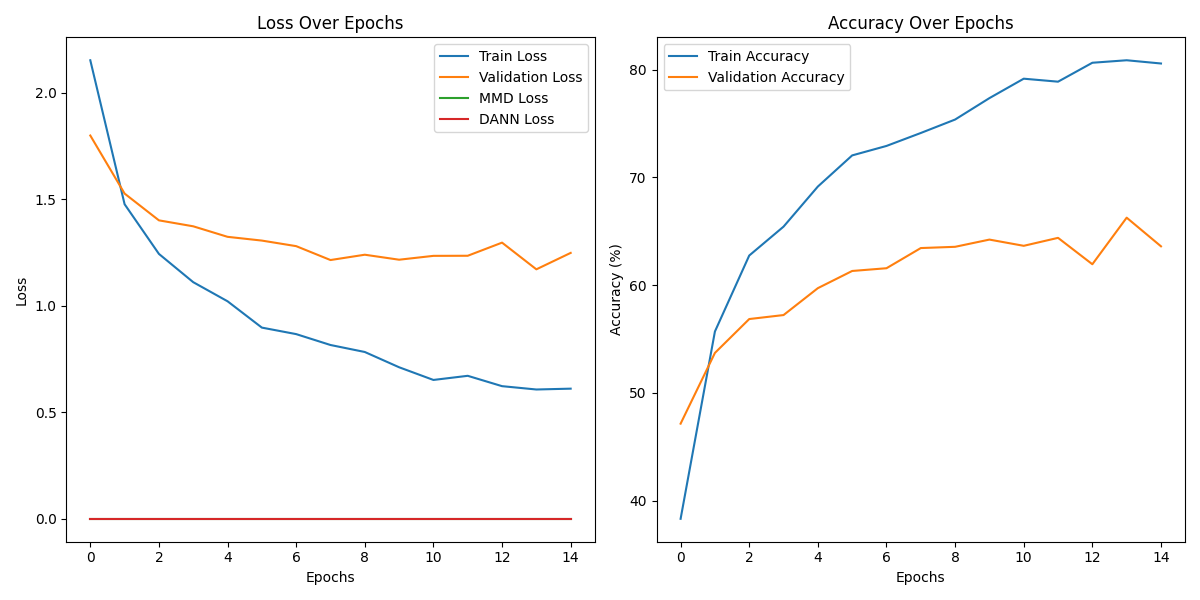 Loss Over Epochs
Train Loss
Validation Loss
MMD Loss
DANN Loss
2.0
1.5
1.0
0.5
0.0
Loss
0 2 4 6 8 10 12 14
Epochs
Accuracy Over Epochs
Train Accuracy
Validation Accuracy
80
70
60
50
40
Accuracy (%)
0 2 4 6 8 10 12 14
Epochs